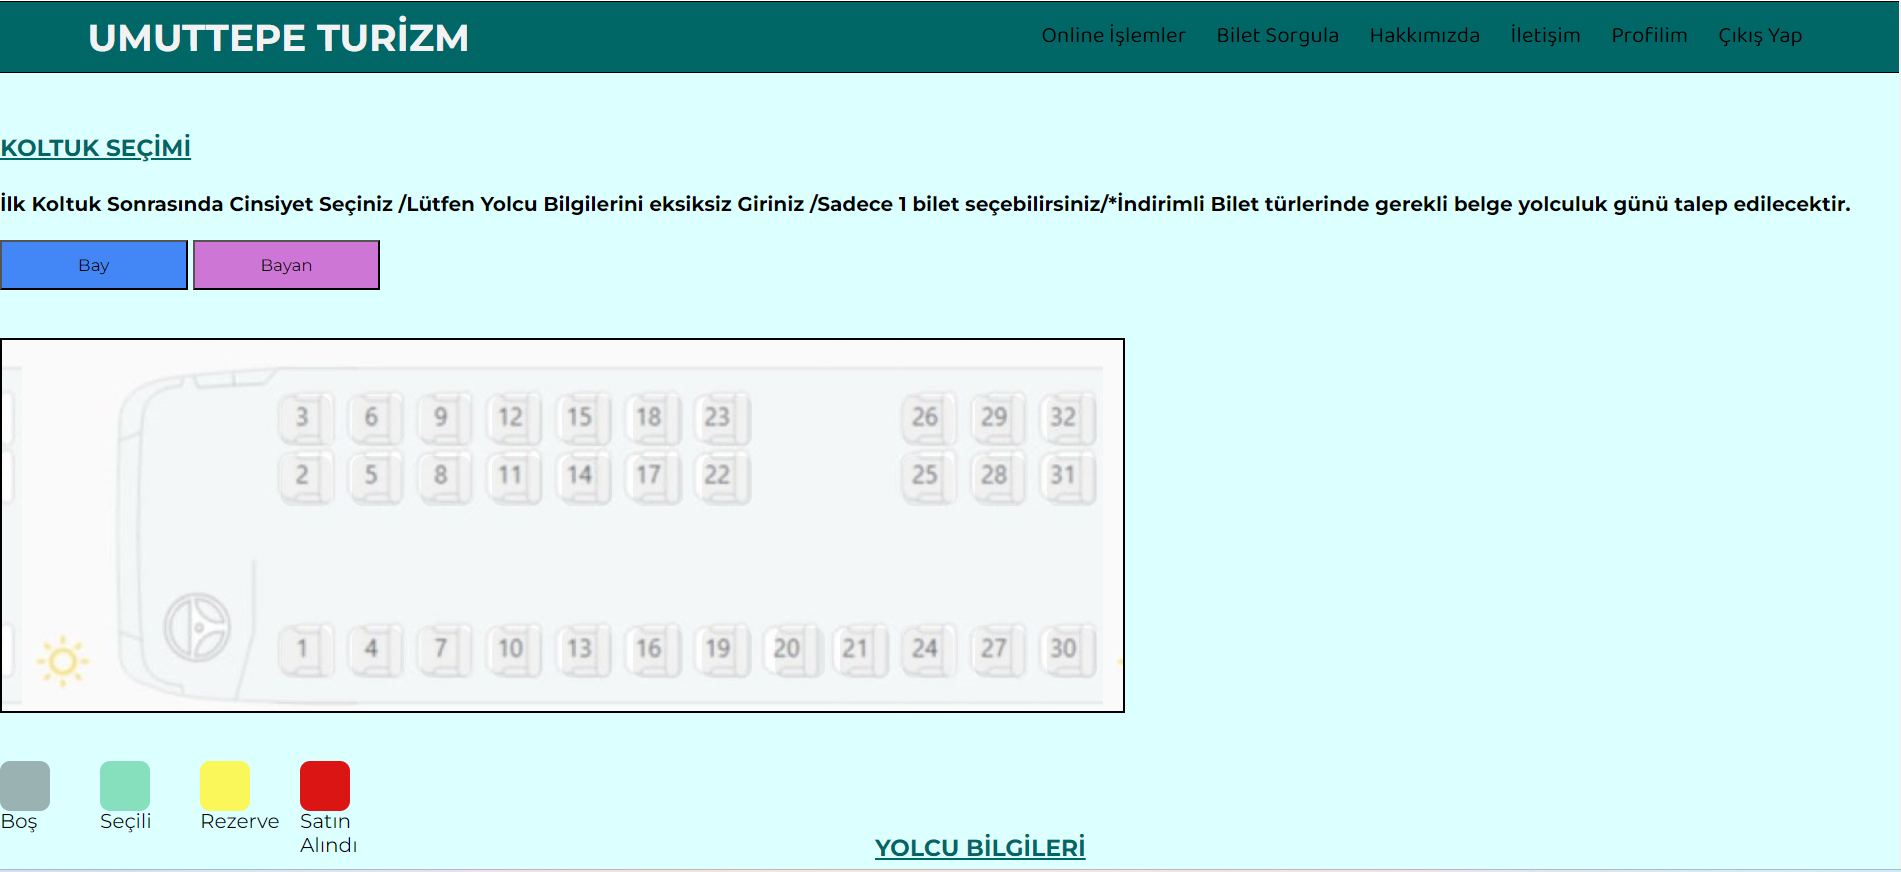 UMUTTEPE TURİZM
Online İşlemler Bilet Sorgula Hakkımızda İletişim Profilim Çıkış Yap
KOLTUK SEÇİMİ
İlk Koltuk Sonrasında Cinsiyet Seçiniz /Lütfen Yolcu Bilgilerini eksiksiz Giriniz /Sadece 1 bilet seçebilirsiniz/*İndirimli Bilet türlerinde gerekli belge yolculuk günü talep edilecektir.
Bay Bayan
3 6 9 12 15 18 23 26 29 32
2 5 8 11 14 17 22 25 28 31
1 4 7 10 13 16 19 20 21 24 27 30
Boş Seçili Rezerve Satın
Alındı
YOLCU BİLGİLERİ